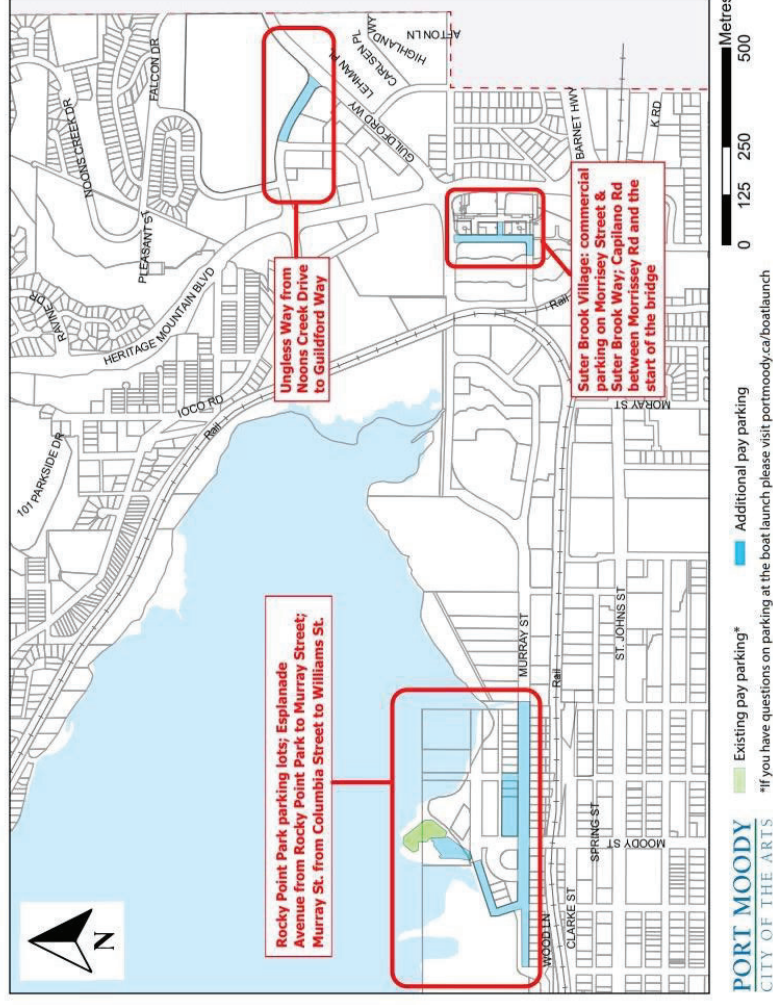 N
101 PARKSIDE DR
RAVINE DR
NOONS CREEK DR
FALCON DR
PLEASANT ST
HERITAGE MOUNTAIN BLVD
IOCO RD
Rail
Ungless Way from
Noons Creek Drive
to Guildford Way
LEHMAN PL
CARLSEN PL
HIGHLAND WY
AFTON LN
GUILDFORD WY
Rocky Point Park parking lots; Esplanade
Avenue from Rocky Point Park to Murray Street;
Murray St. from Columbia Street to Williams St.
Suter Brook Village: commercial
parking on Morrisey Street &
Suter Brook Way; Capilano Rd
between Morrissey Rd and the
start of the bridge
Rail
BARNET HWY
K RD
MURRAY ST
MORAY ST
WOOD LN
Rail
CLARKE ST
SPRING ST
ST. JOHNS ST
MOODY ST
PORT MOODY
CITY OF THE ARTS
Existing pay parking*
Additional pay parking
*If you have questions on parking at the boat launch please visit portmoody.ca/boatlaunch
0 125 250 500
Metres